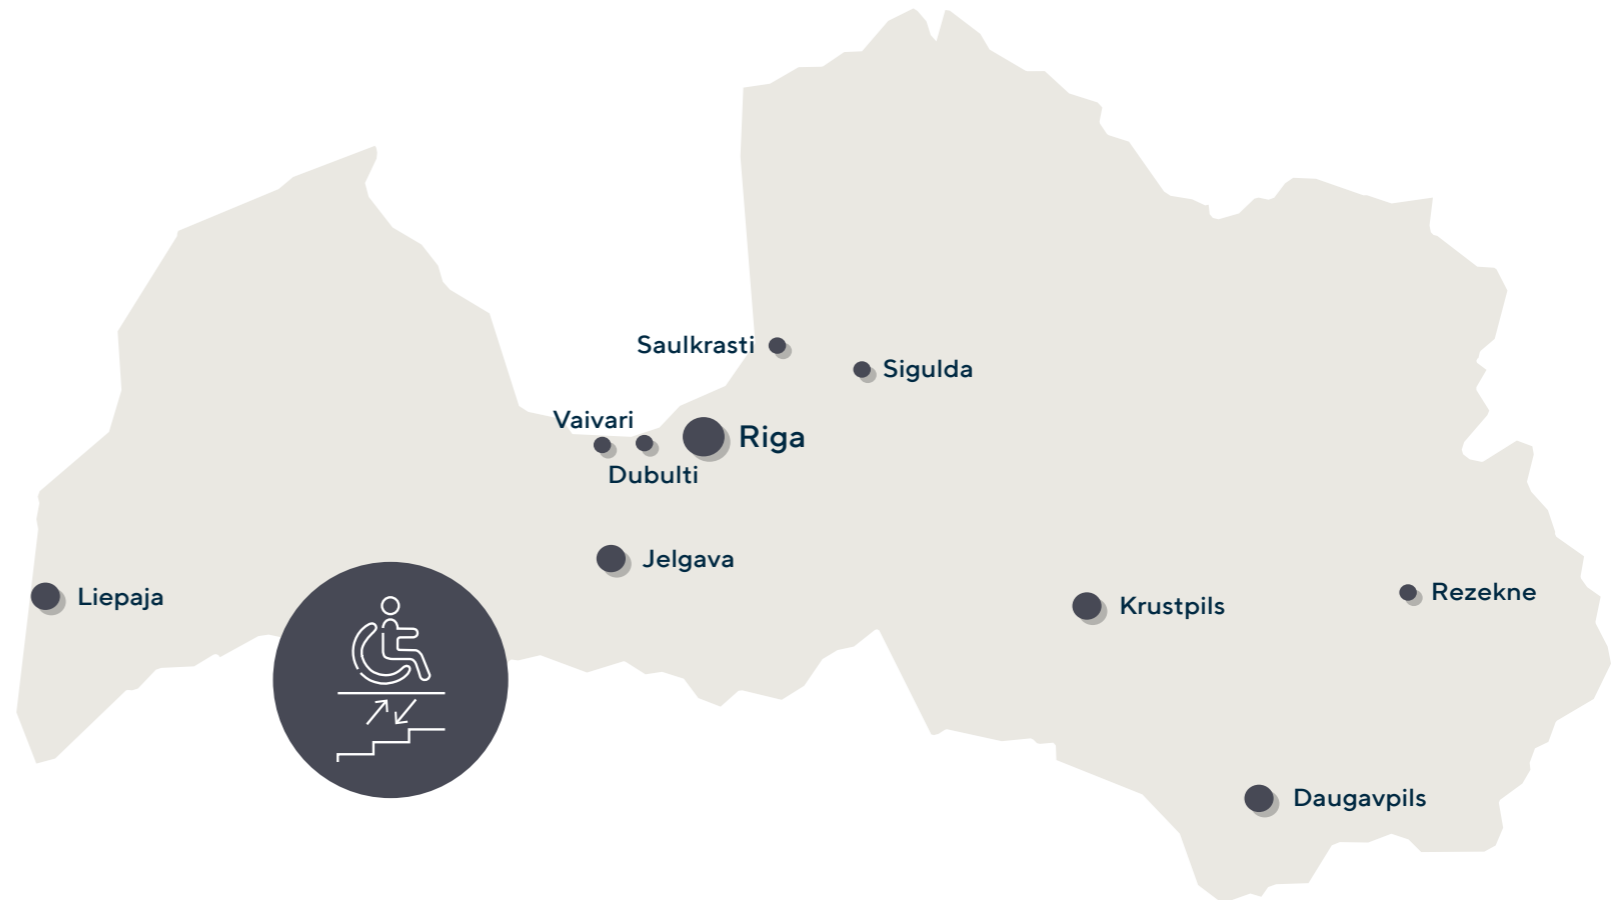 Saulkrasti
Sigulda
Vaivari
Riga
Dubulti
Jelgava
Liepaja
Krustpils
Rezekne
Daugavpils